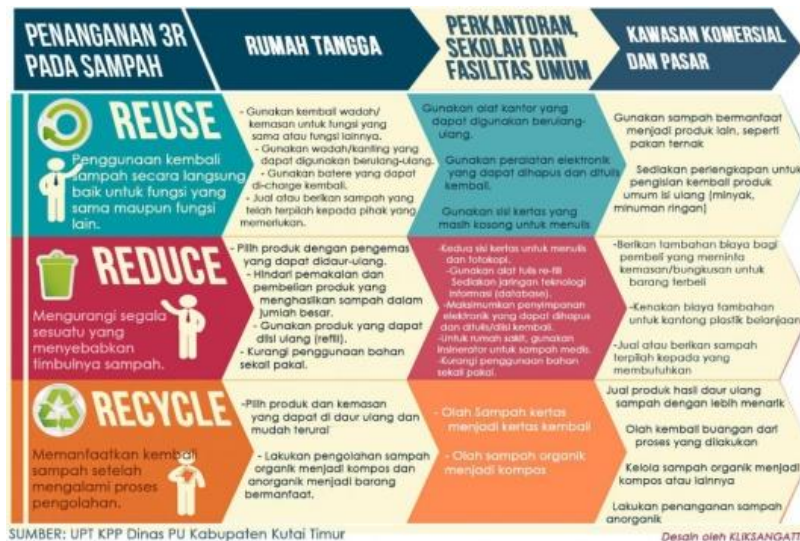 PENANGANAN 3R
PADA SAMPAH
RUMAH TANGGA
PERKANTORAN,
SEKOLAH DAN
FASILITAS UMUM
KAWASAN KOMERSIAL
DAN PASAR
REUSE
Penggunaan kembali
sampah secara langsung
baik untuk fungsi yang
sama maupun fungsi
lain.
- Gunakan kembali wadah/
kemasan untuk fungsi yang
sama atau fungsi lainnya.
- Gunakan wadah/kanting yang
dapat digunakan berulang-ulang.
- Gunakan batere yang dapat
di-charge kembali.
- Jual atau berikan sampah yang
telah terpilah kepada pihak yang
memerlukan.
Gunakan alat kantor yang
dapat digunakan berulang-
ulang.
Gunakan peralatan elektronik
yang dapat dihapus dan ditulis
kembali.
Gunakan sisi kertas yang
masih kosong untuk menulis
Gunakan sampah bermanfaat
menjadi produk lain, seperti
pakan ternak
Sediakan perlengkapan untuk
pengisian kembali produk
umum isi ulang (minyak,
minuman ringan)
REDUCE
Mengurangi segala
sesuatu yang
menyebabkan
timbulnya sampah.
- Pilih produk dengan pengemas
yang dapat didaur-ulang.
- Hindari pemakaian dan
pembelian produk yang
menghasilkan sampah dalam
jumlah besar.
- Gunakan produk yang dapat
diisi ulang (refill).
- Kurangi penggunaan bahan
sekali pakai.
-Kedua sisi kertas untuk menulis
dan fotokopi.
-Gunakan alat tulis re-fill
Sediakan jaringan teknologi
informasi (database).
-Maksimumkan penyimpanan
elektronik yang dapat dihapus
dan ditulis/diisi kembali.
-Untuk rumah sakit, gunakan
insinerator untuk sampah medis.
-Kurangi penggunaan bahan
sekali pakai.
-Berikan tambahan biaya bagi
pembeli yang meminta
kemasan/bungkusan untuk
barang terbeli
-Kenakan biaya tambahan
untuk kantong plastik belanjaan
-Jual atau berikan sampah
terpilah kepada yang
membutuhkan
RECYCLE
Memanfaatkan kembali
sampah setelah
mengalami proses
pengolahan.
-Pilih produk dan kemasan
yang dapat di daur ulang dan
mudah terurai
- Lakukan pengolahan sampah
organik menjadi kompos dan
anorganik menjadi barang
bermanfaat.
- Olah Sampah kertas
menjadi kertas kembali
- Olah sampah organik
menjadi kompos
Jual produk hasil daur ulang
sampah dengan lebih menarik
Olah kembali buangan dari
proses yang dilakukan
Kelola sampah organik menjadi
kompos atau lainnya
Lakukan penanganan sampah
anorganik
SUMBER: UPT KPP Dinas PU Kabupaten Kutai Timur
Desain oleh KLIKSANGATT